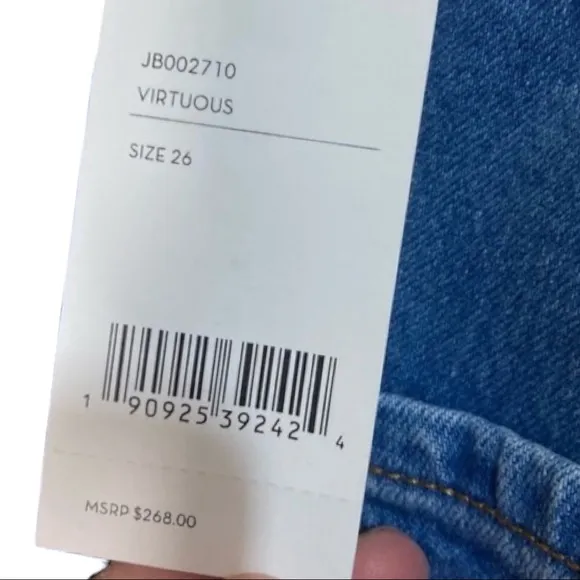 JB002710
VIRTUOUS
SIZE 26
1 90925 39242 4
MSRP $268.00